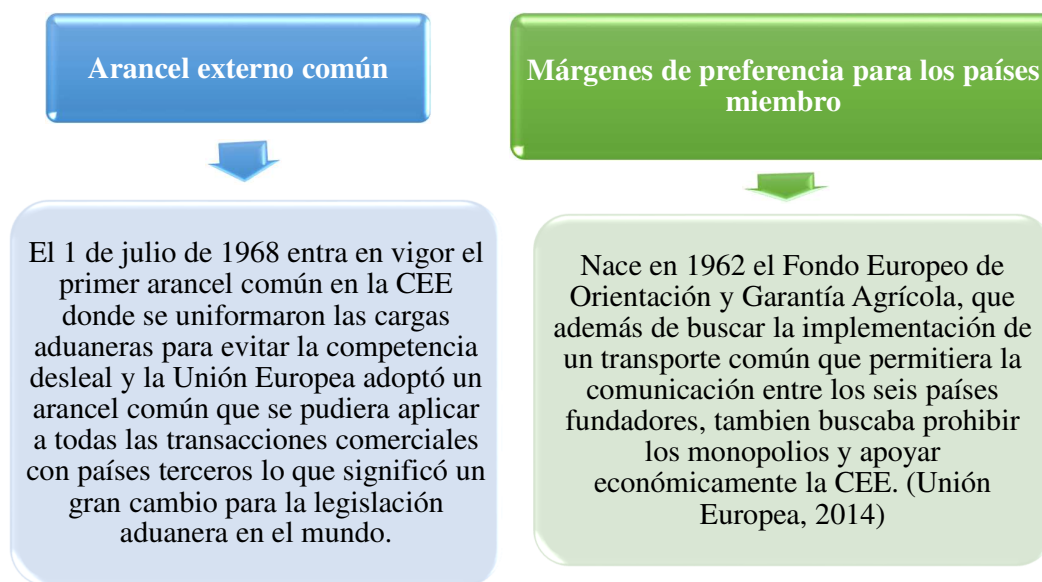 Arancel externo común
El 1 de julio de 1968 entra en vigor el
primer arancel común en la CEE
donde se uniformaron las cargas
aduaneras para evitar la competencia
desleal y la Unión Europea adoptó un
arancel común que se pudiera aplicar
a todas las transacciones comerciales
con países terceros lo que significó un
gran cambio para la legislación
aduanera en el mundo.
Márgenes de preferencia para los países
miembro
Nace en 1962 el Fondo Europeo de
Orientación y Garantía Agrícola, que
además de buscar la implementación de
un transporte común que permitiera la
comunicación entre los seis países
fundadores, tambien buscaba prohibir
los monopolios y apoyar
económicamente la CEE. (Unión
Europea, 2014)